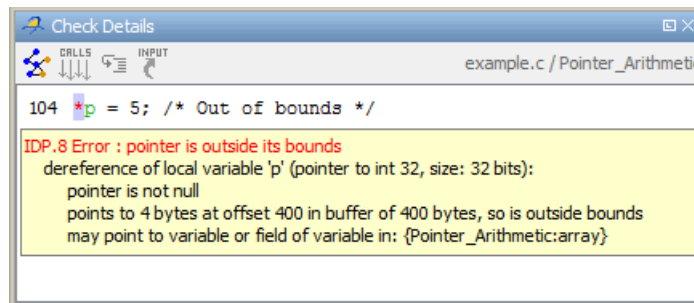 Check Details
CALLS INPUT
example.c / Pointer_Arithmetic
104 *p = 5; /* Out of bounds */
IDP.8 Error : pointer is outside its bounds
dereference of local variable 'p' (pointer to int 32, size: 32 bits):
pointer is not null
points to 4 bytes at offset 400 in buffer of 400 bytes, so is outside bounds
may point to variable or field of variable in: {Pointer_Arithmetic:array}